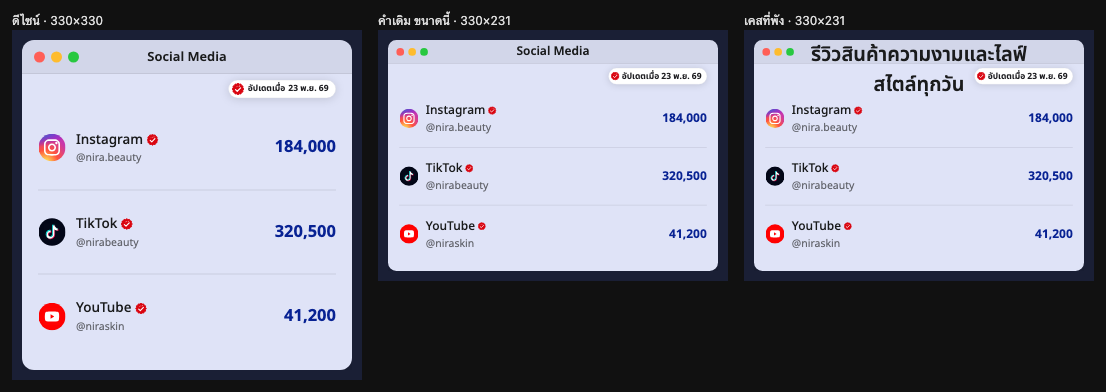 ดีไซน์ · 330×330
Social Media
อัปเดตเมื่อ 23 พ.ย. 69
Instagram
@nira.beauty
184,000
TikTok
@nirabeauty
320,500
YouTube
@niraskin
41,200
คำเดิม ขนาดนี้ · 330×231
Social Media
อัปเดตเมื่อ 23 พ.ย. 69
Instagram
@nira.beauty
184,000
TikTok
@nirabeauty
320,500
YouTube
@niraskin
41,200
เคสที่พัง · 330×231
รีวิวสินค้าความงามและไลฟ์
สไตล์ทุกวัน
อัปเดตเมื่อ 23 พ.ย. 69
Instagram
@nira.beauty
184,000
TikTok
@nirabeauty
320,500
YouTube
@niraskin
41,200